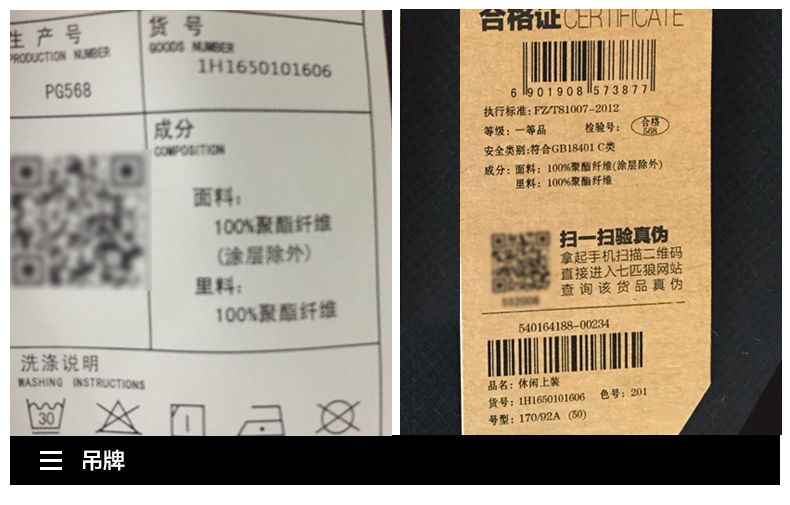 生产号
PRODUCTION NUMBER
PG568
货号
GOODS NUMBER
1H1650101606
成分
COMPOSITION
面料：
100%聚酯纤维
（涂层除外）
里料：
100%聚酯纤维
洗涤说明
WASHING INSTRUCTIONS
30
合格证CERTIFICATE
6 901908 573877
执行标准：FZ/T81007-2012
等级：一等品 检验号：合格 568
安全类别:符合GB18401 C类
成分：面料：100%聚酯纤维(涂层除外)
里料：100%聚酯纤维
扫一扫验真伪
拿起手机扫描二维码
直接进入七匹狼网站
查询该货品真伪
540164188-00234
品名：休闲上装
货号：1H1650101606 色号：201
号型：170/92A (50)
吊牌